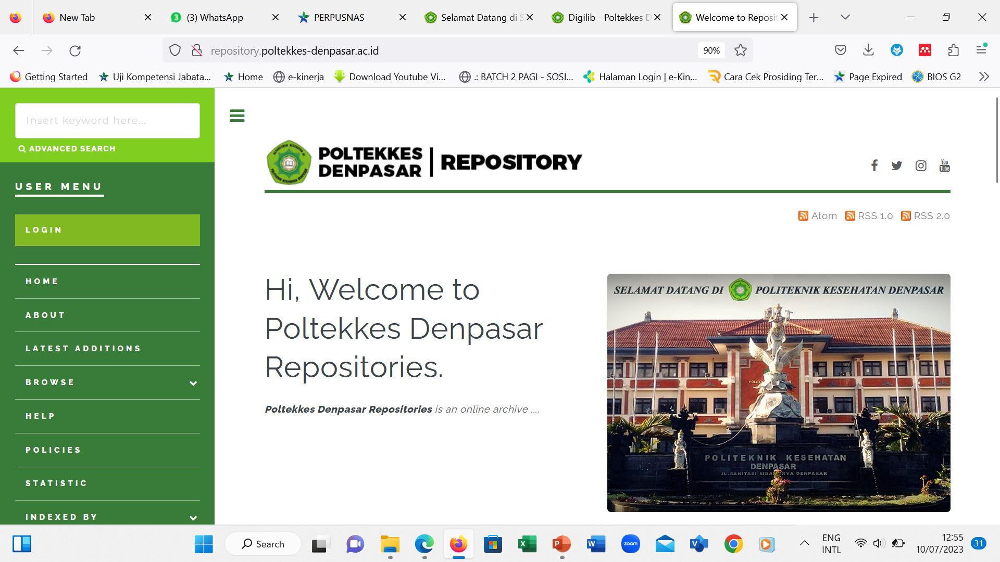 New Tab
(3) WhatsApp
PERPUSNAS
Selamat Datang di S
Digilib - Poltekkes D
Welcome to Reposit
repository.poltekkes-denpasar.ac.id
90%
Getting Started
Uji Kompetensi Jabata...
Home
e-kinerja
Download Youtube Vi...
.: BATCH 2 PAGI - SOSI...
Halaman Login | e-Kin...
Cara Cek Prosiding Ter...
Page Expired
BIOS G2
Insert keyword here...
ADVANCED SEARCH
USER MENU
LOGIN
HOME
ABOUT
LATEST ADDITIONS
BROWSE
HELP
POLICIES
STATISTIC
INDEXED BY
POLTEKKES
DENPASAR
REPOSITORY
You
Tube
Atom
RSS 1.0
RSS 2.0
Hi, Welcome to
Poltekkes Denpasar
Repositories.
Poltekkes Denpasar Repositories is an online archive ....
SELAMAT DATANG DI POLITEKNIK KESEHATAN DENPASAR
POLITEKNIK KESEHATAN
DENPASAR
JL.SANITASI SIDAKARYA DENPASAR
Search
zoom
ENG
INTL
12:55
10/07/2023
31